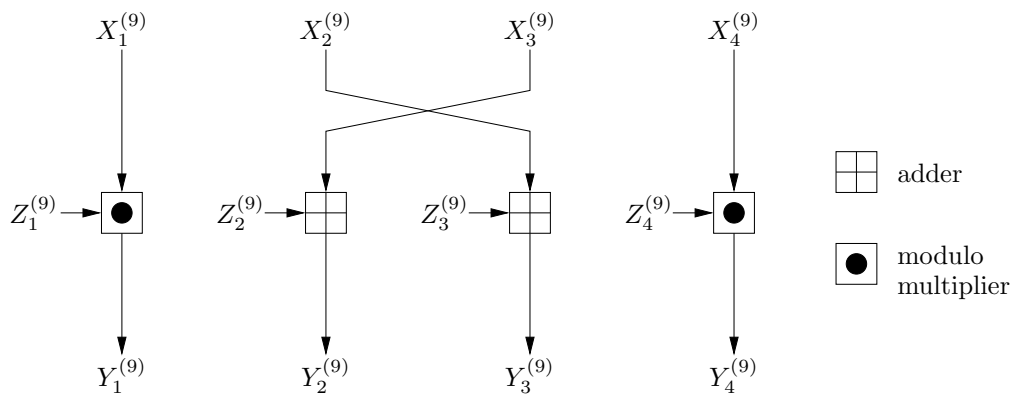 X_1^{(9)} X_2^{(9)} X_3^{(9)} X_4^{(9)}
Z_1^{(9)} Z_2^{(9)} Z_3^{(9)} Z_4^{(9)}
adder
modulo
multiplier
Y_1^{(9)} Y_2^{(9)} Y_3^{(9)} Y_4^{(9)}